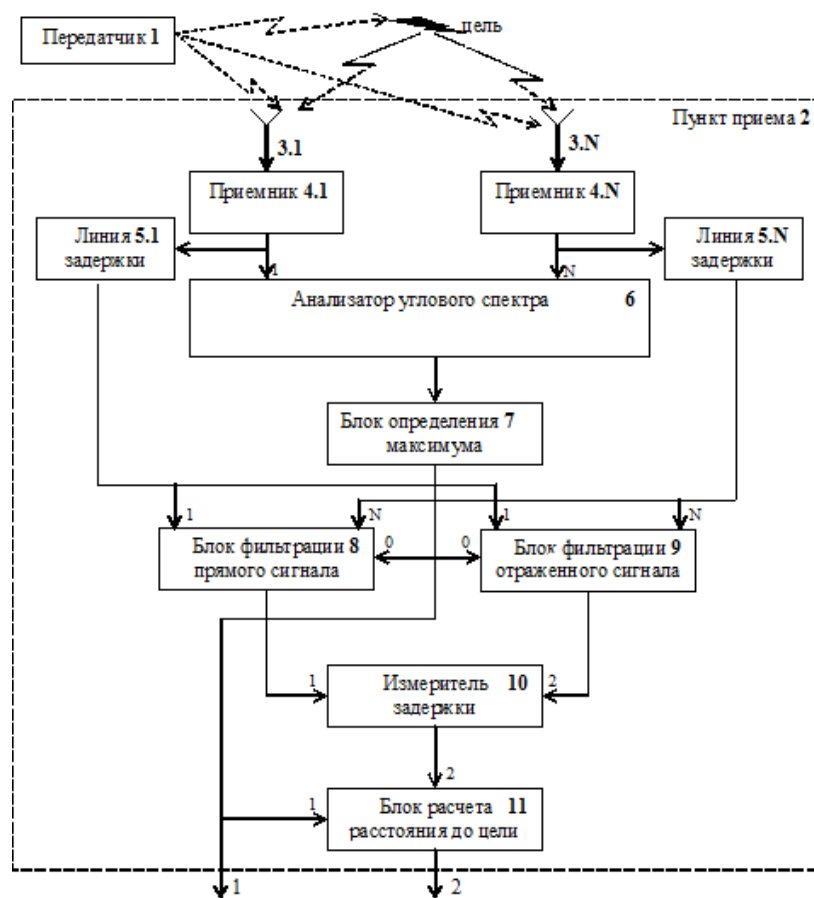 Передатчик 1
цель
Пункт приема 2
3.1
3.N
Приемник 4.1
Приемник 4.N
Линия 5.1
задержки
Линия 5.N
задержки
1
N
Анализатор углового спектра 6
Блок определения 7
максимума
1
N
1
N
Блок фильтрации 8
прямого сигнала
0
0
Блок фильтрации 9
отраженного сигнала
1
Измеритель 10
задержки
2
2
1
Блок расчета 11
расстояния до цели
1
2